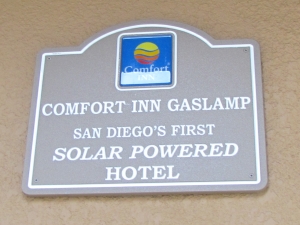 Comfort
INN
COMFORT INN GASLAMP
SAN DIEGO'S FIRST
SOLAR POWERED
HOTEL